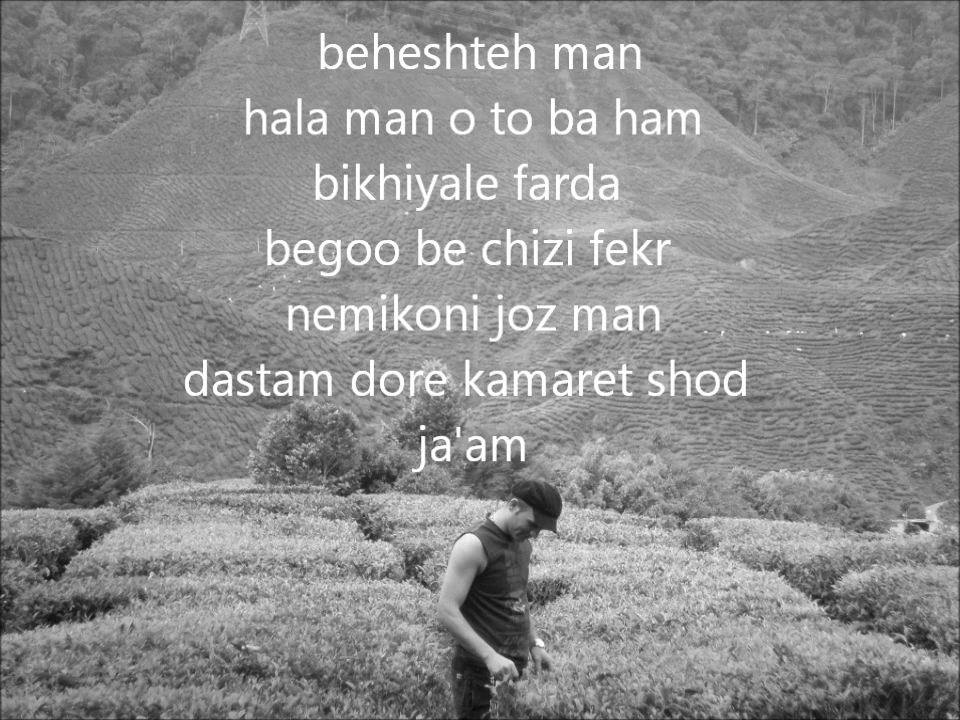 beheshteh man
hala man o to ba ham
bikhiyale farda
begoo be chizi fekr
nemikoni joz man
dastam dore kamaret shod
ja'am